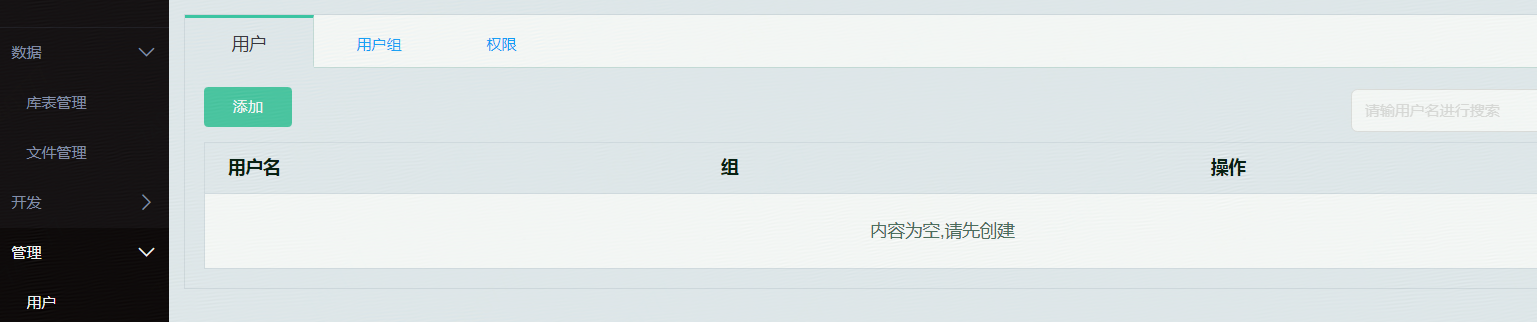 数据
库表管理
文件管理
开发
管理
用户
用户
用户组
权限
添加
请输用户名进行搜索
用户名
组
操作
内容为空,请先创建